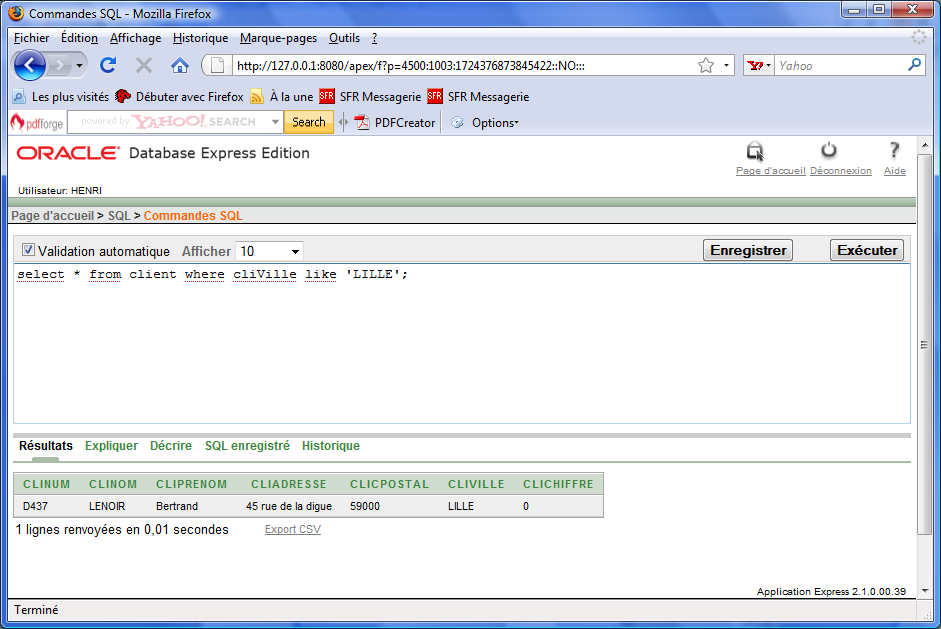 Commandes SQL - Mozilla Firefox
Fichier Édition Affichage Historique Marque-pages Outils ?
http://127.0.0.1:8080/apex/f?p=4500:1003:1724376873845422::NO::: Yahoo
Les plus visités Débuter avec Firefox À la une SFR SFR Messagerie SFR SFR Messagerie
pdfforge powered by YAHOO! SEARCH Search PDFCreator Options
ORACLE Database Express Edition
Page d'accueil Déconnexion Aide
Utilisateur: HENRI
Page d'accueil > SQL > Commandes SQL
Validation automatique Afficher 10 Enregistrer Exécuter
select * from client where cliVille like 'LILLE';
Résultats Expliquer Décrire SQL enregistré Historique
CLINUM CLINOM CLIPRENOM CLIADRESSE CLICPOSTAL CLIVILLE CLICHIFFRE
D437 LENOIR Bertrand 45 rue de la digue 59000 LILLE 0
1 lignes renvoyées en 0,01 secondes Export CSV
Application Express 2.1.0.00.39
Terminé